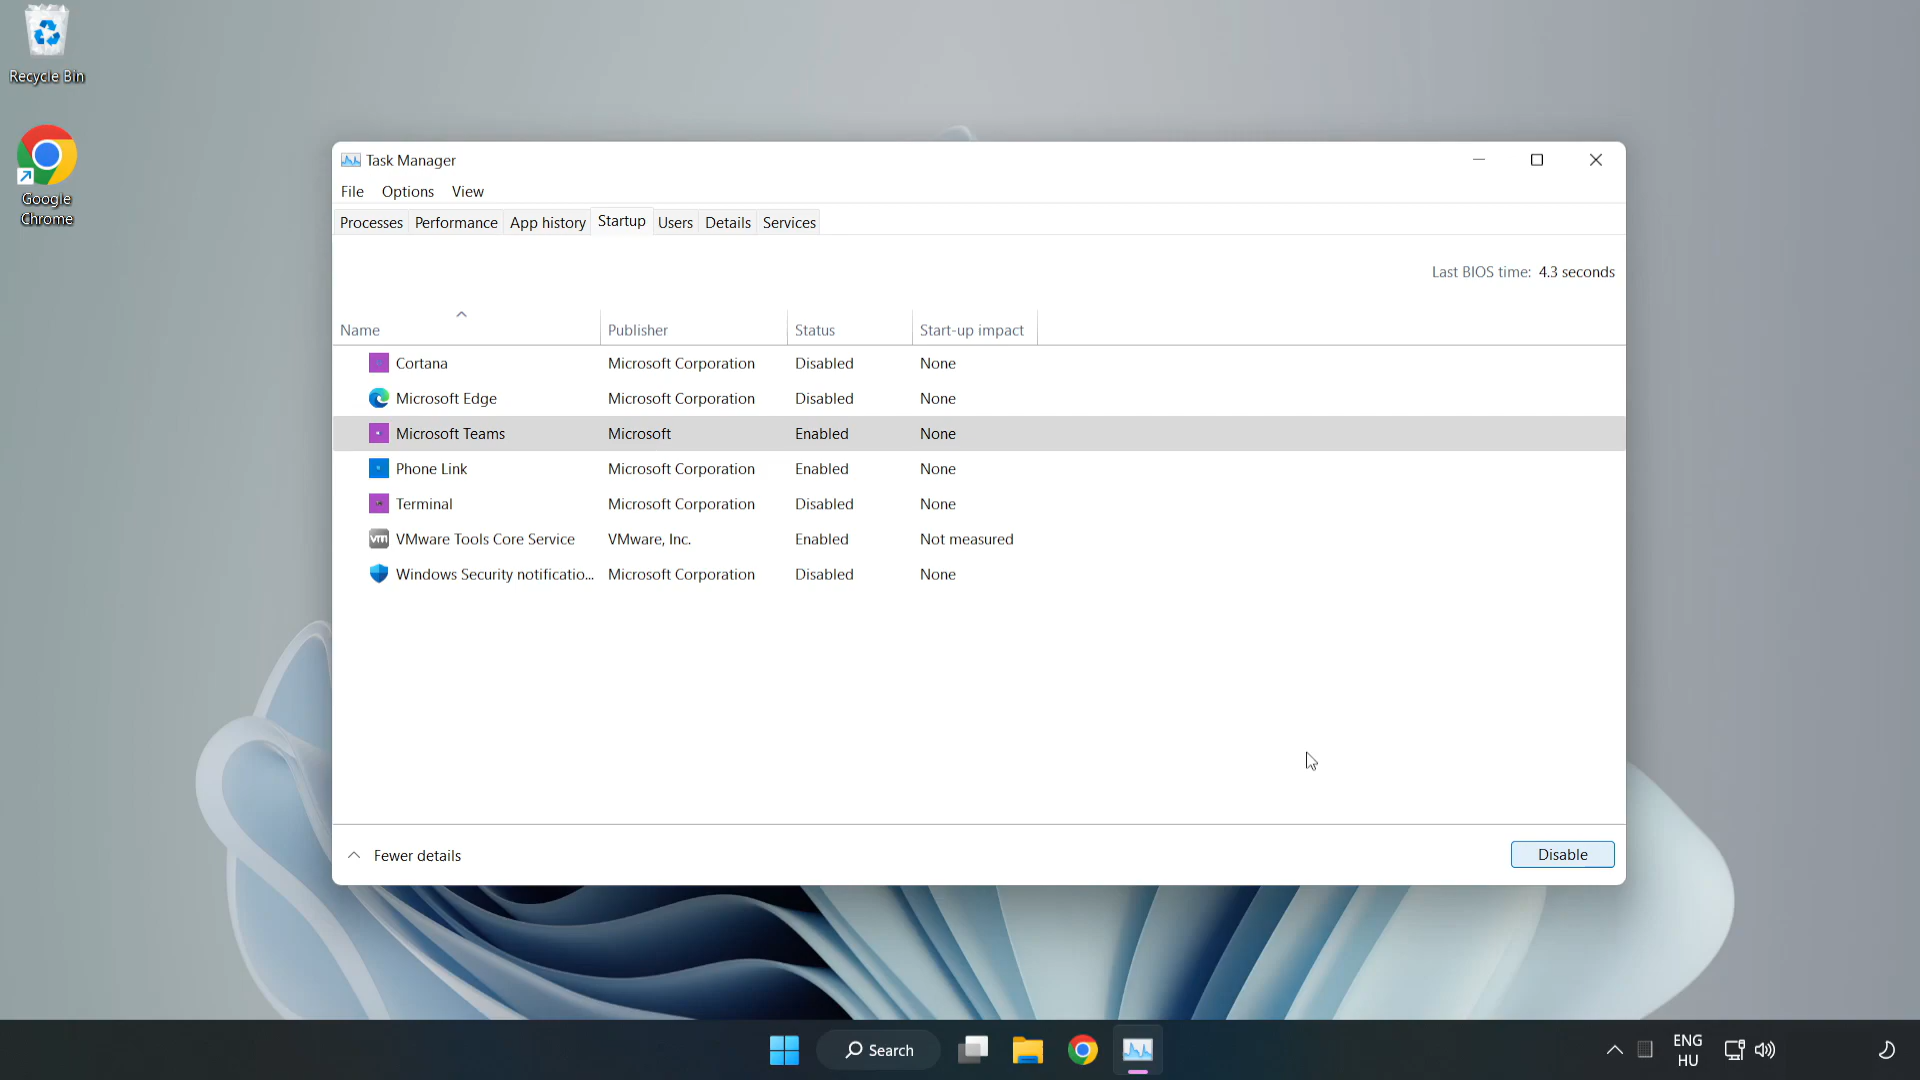 Recycle Bin
Google
Chrome
Task Manager
File Options View
Processes Performance App history Startup Users Details Services
Last BIOS time: 4.3 seconds
Name Publisher Status Start-up impact
Cortana Microsoft Corporation Disabled None
Microsoft Edge Microsoft Corporation Disabled None
Microsoft Teams Microsoft Enabled None
Phone Link Microsoft Corporation Enabled None
Terminal Microsoft Corporation Disabled None
vm VMware Tools Core Service VMware, Inc. Enabled Not measured
Windows Security notificatio... Microsoft Corporation Disabled None
Fewer details Disable
Search
ENG
HU